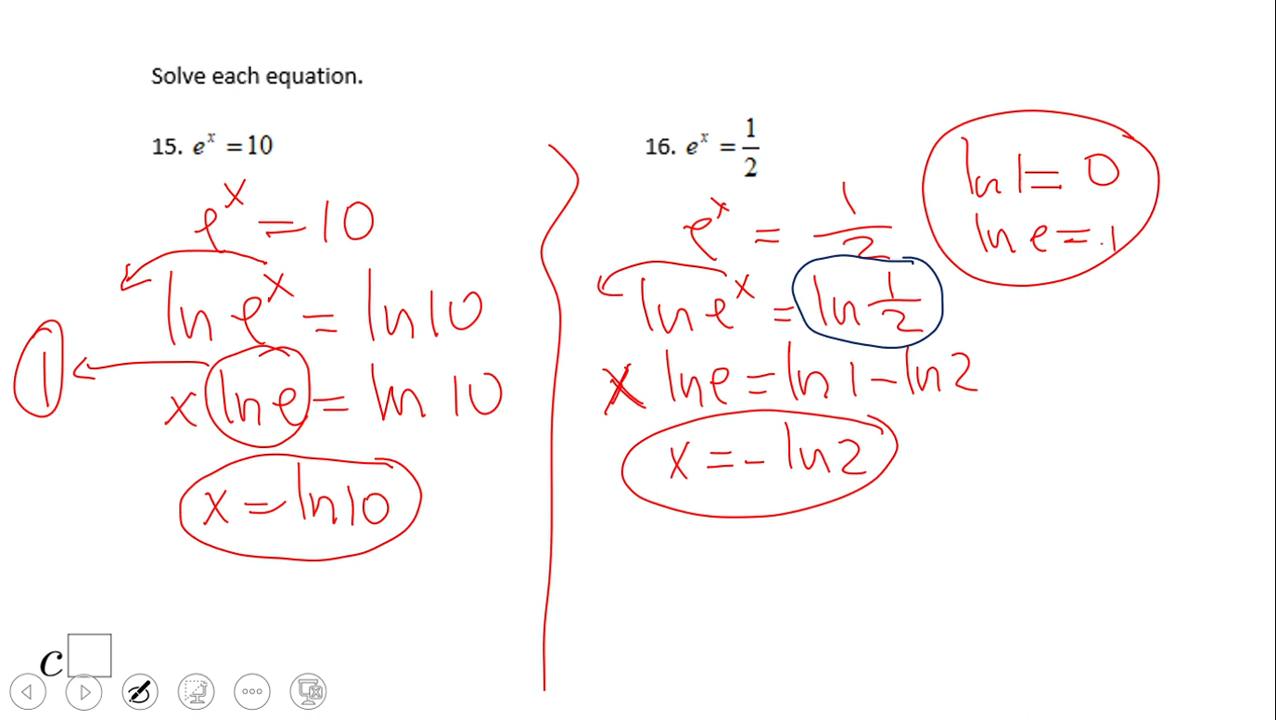 Solve each equation.
15. e^x = 10
e^x = 10
ln e^x = ln 10
1
x ln e = ln 10
x = ln 10
16. e^x = 1/2
e^x = 1/2
ln e^x = ln 1/2
x ln e = ln 1 - ln 2
x = - ln 2
ln 1 = 0
ln e = 1
c